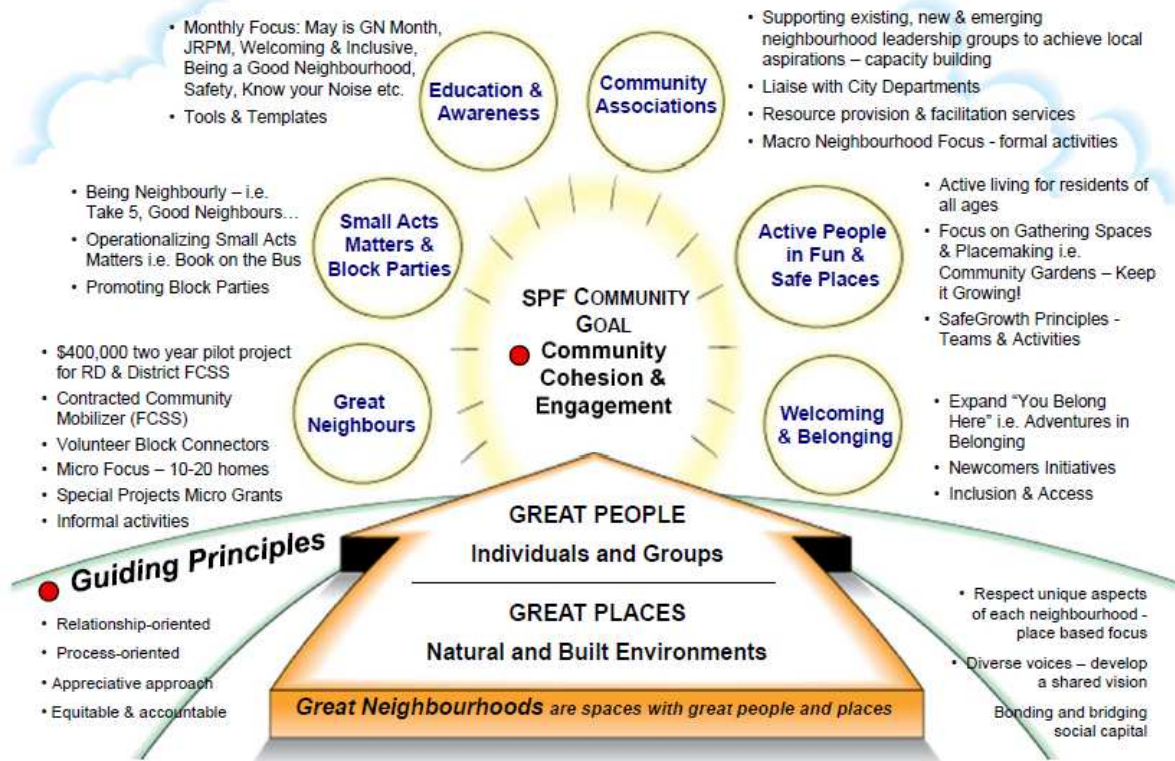 • Monthly Focus: May is GN Month,
JRPM, Welcoming & Inclusive,
Being a Good Neighbourhood,
Safety, Know your Noise etc.
• Tools & Templates
Education &
Awareness
Community
Associations
• Supporting existing, new & emerging
neighbourhood leadership groups to achieve local
aspirations – capacity building
• Liaise with City Departments
• Resource provision & facilitation services
• Macro Neighbourhood Focus - formal activities
• Being Neighbourly – i.e.
Take 5, Good Neighbours…
• Operationalizing Small Acts
Matters i.e. Book on the Bus
• Promoting Block Parties
Small Acts
Matters &
Block Parties
Active People
in Fun &
Safe Places
• Active living for residents of
all ages
• Focus on Gathering Spaces
& Placemaking i.e.
Community Gardens – Keep
it Growing!
• SafeGrowth Principles -
Teams & Activities
SPF COMMUNITY
GOAL
Community
Cohesion &
Engagement
• $400,000 two year pilot project
for RD & District FCSS
• Contracted Community
Mobilizer (FCSS)
• Volunteer Block Connectors
• Micro Focus – 10-20 homes
• Special Projects Micro Grants
• Informal activities
Great
Neighbours
Welcoming
& Belonging
• Expand “You Belong
Here” i.e. Adventures in
Belonging
• Newcomers Initiatives
• Inclusion & Access
Guiding Principles
• Relationship-oriented
• Process-oriented
• Appreciative approach
• Equitable & accountable
GREAT PEOPLE
Individuals and Groups
GREAT PLACES
Natural and Built Environments
Great Neighbourhoods are spaces with great people and places
• Respect unique aspects
of each neighbourhood -
place based focus
• Diverse voices – develop
a shared vision
Bonding and bridging
social capital